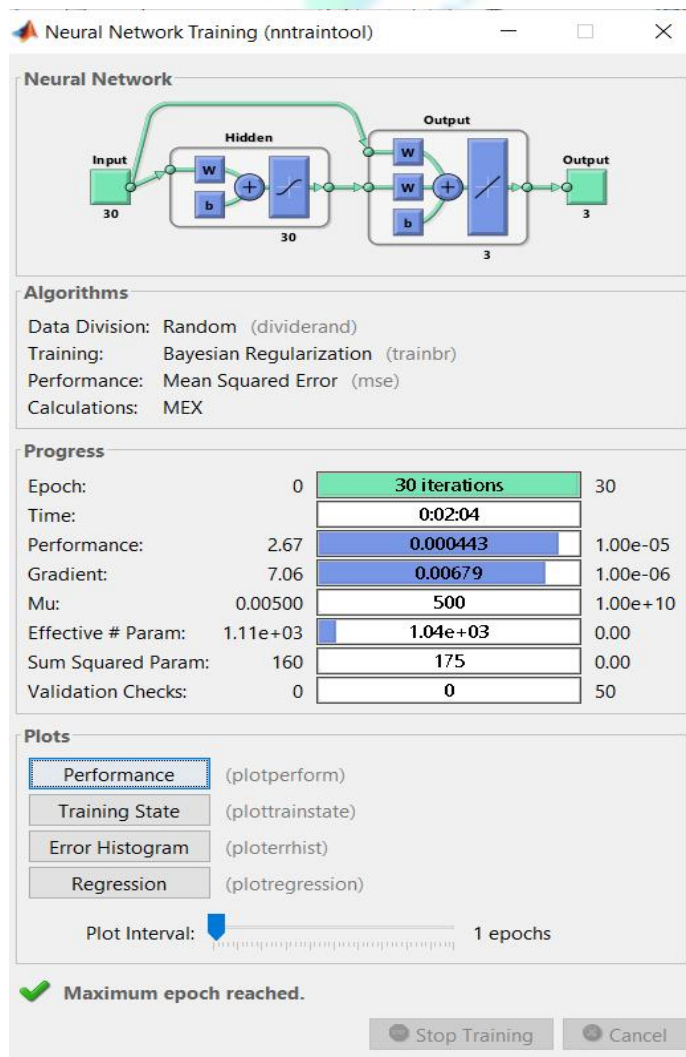 Neural Network Training (nntraintool)
Neural Network
Hidden
Output
Input
W
b
W
W
b
Output
30
30
3
3
Algorithms
Data Division: Random (dividerand)
Training: Bayesian Regularization (trainbr)
Performance: Mean Squared Error (mse)
Calculations: MEX
Progress
Epoch: 0 30 iterations 30
Time: 0:02:04
Performance: 2.67 0.000443 1.00e-05
Gradient: 7.06 0.00679 1.00e-06
Mu: 0.00500 500 1.00e+10
Effective # Param: 1.11e+03 1.04e+03 0.00
Sum Squared Param: 160 175 0.00
Validation Checks: 0 0 50
Plots
Performance (plotperform)
Training State (plottrainstate)
Error Histogram (ploterrhist)
Regression (plotregression)
Plot Interval: 1 epochs
Maximum epoch reached.
Stop Training Cancel